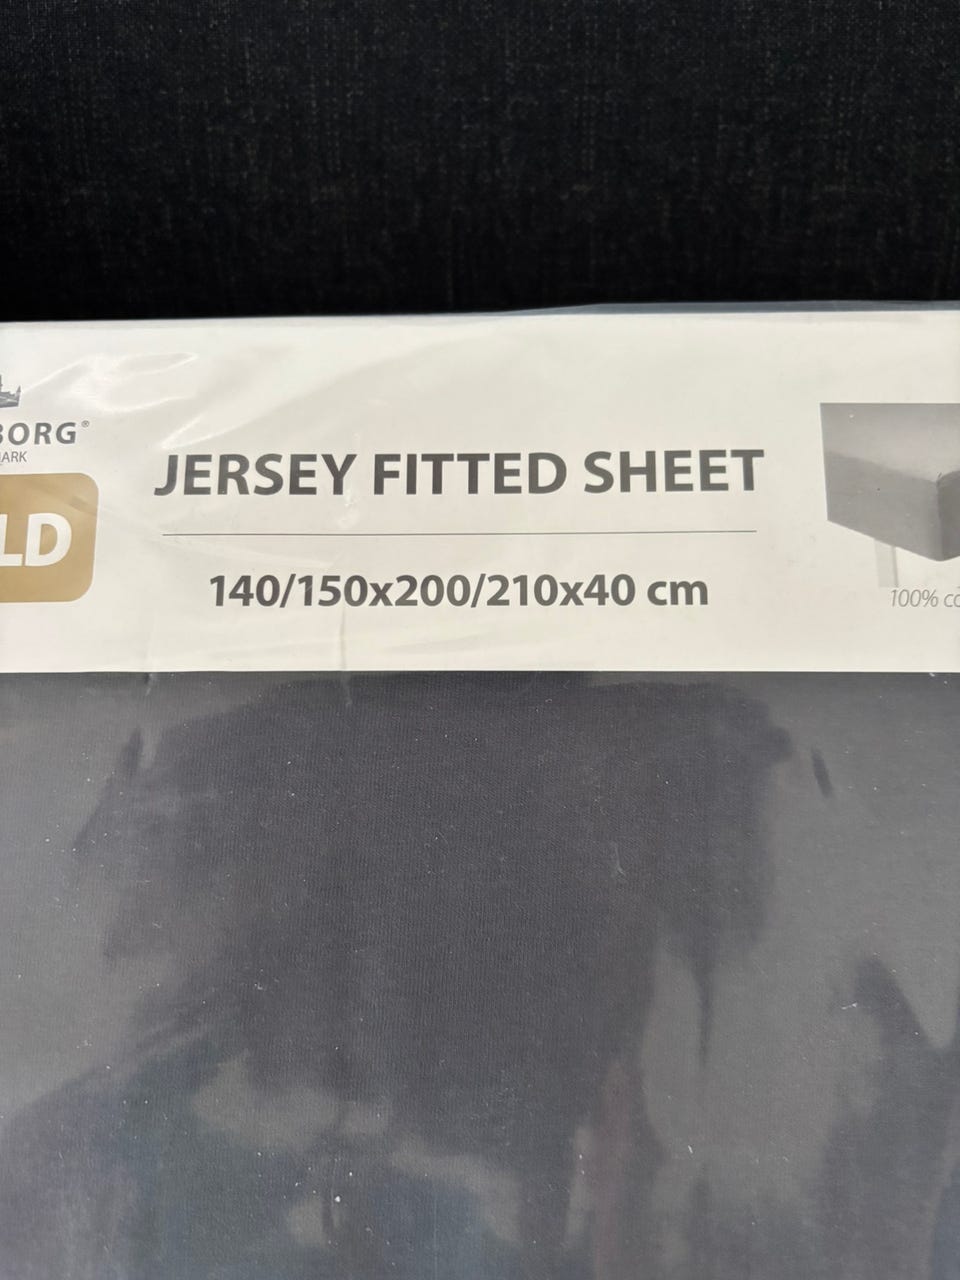 BORG®
ARK
LD
JERSEY FITTED SHEET
140/150x200/210x40 cm
100% co